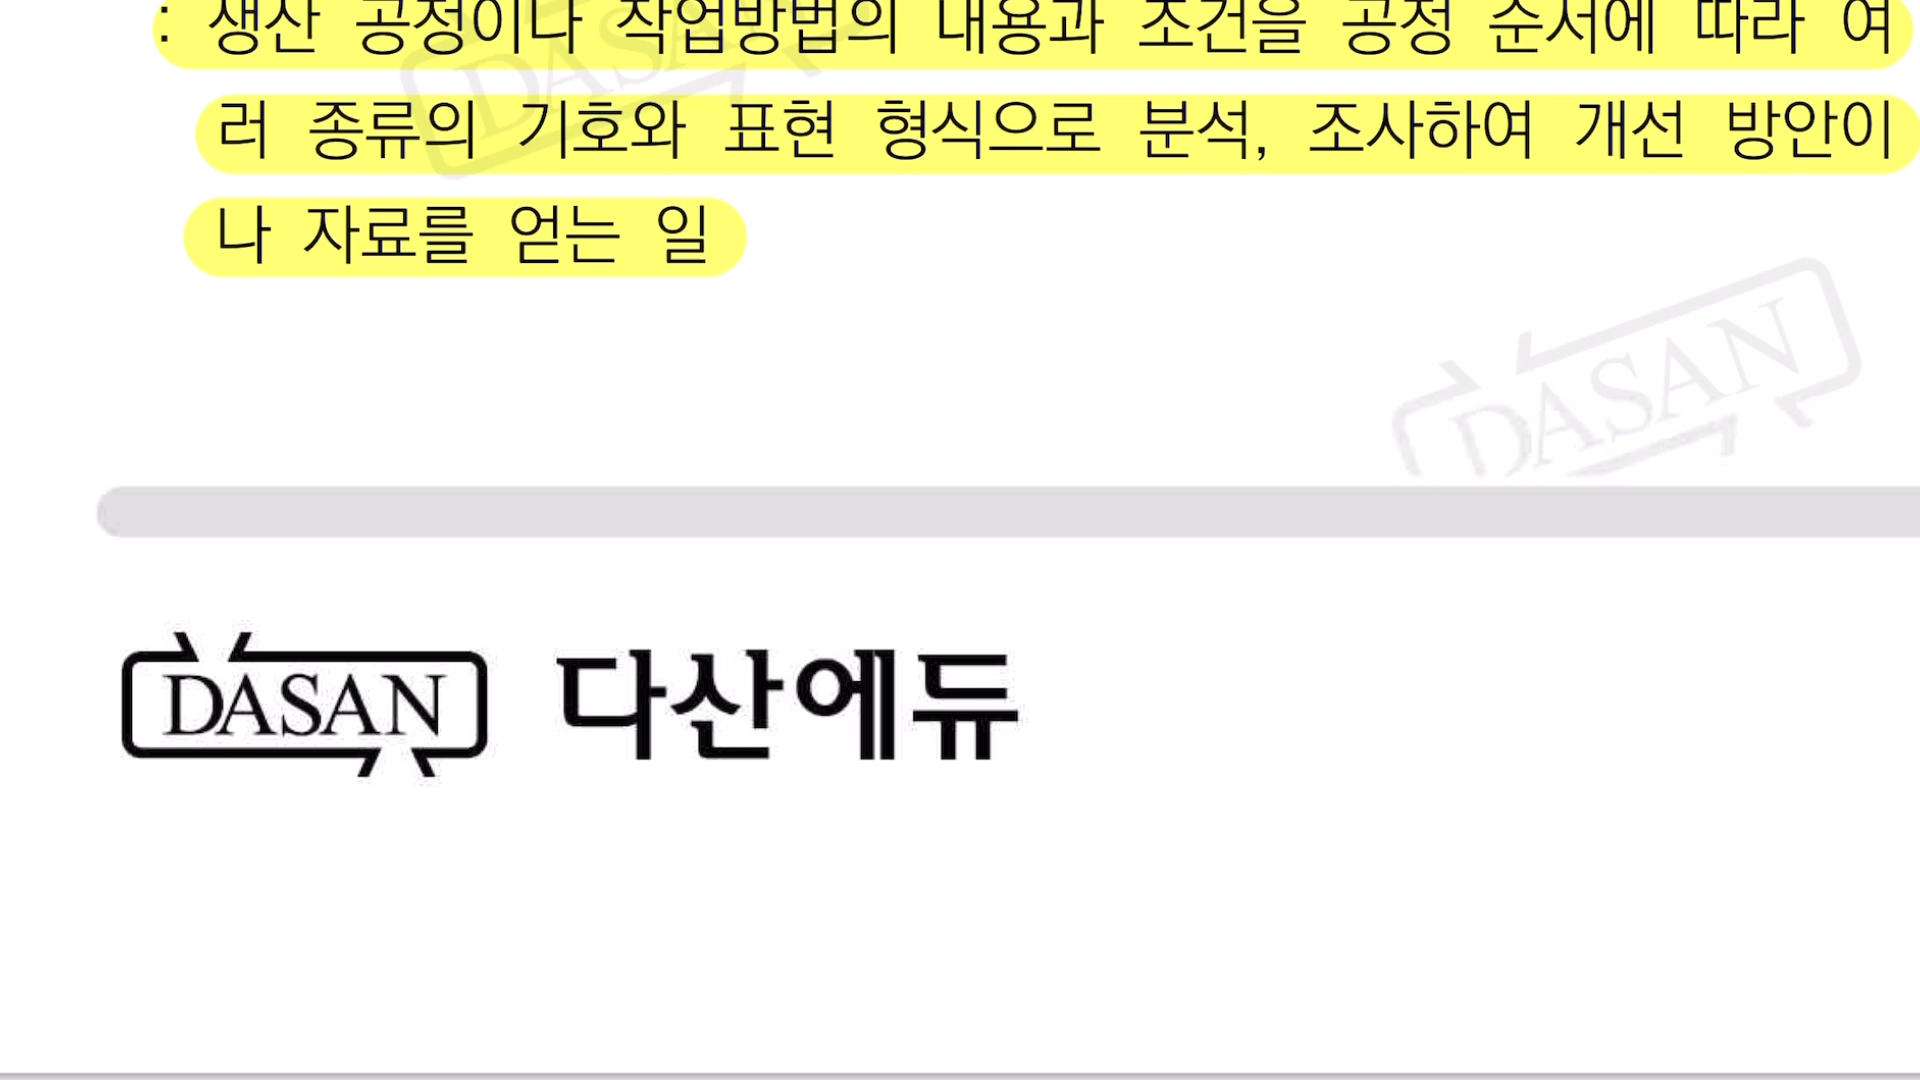 : 생산 공정이나 작업방법의 내용과 조건을 공정 순서에 따라 여
러 종류의 기호와 표현 형식으로 분석, 조사하여 개선 방안이
나 자료를 얻는 일
DASAN
DASAN
DASAN 다산에듀